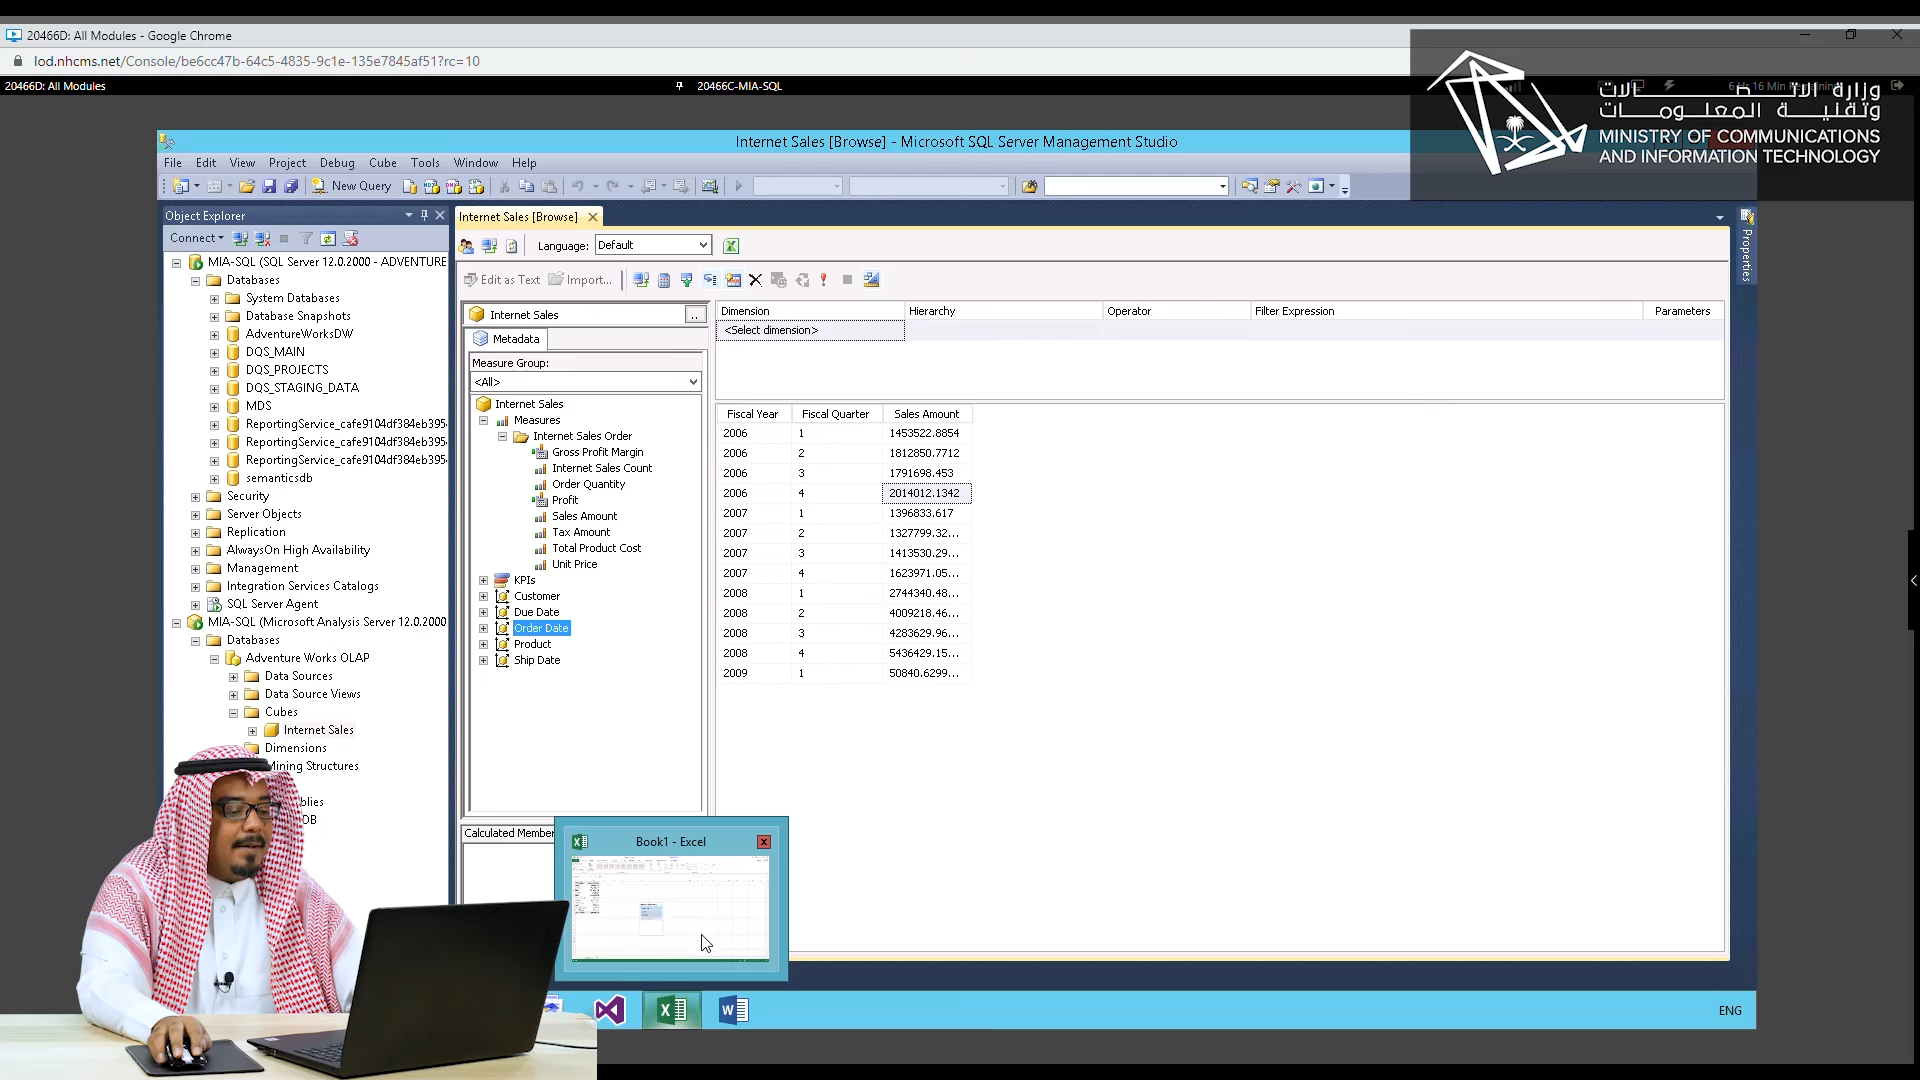 20466D: All Modules - Google Chrome
lod.nhcms.net/Console/be6cc47b-64c5-4835-9c1e-135e7845af51?rc=10
20466D: All Modules
20466C-MIA-SQL
وزارة الاتصالات
وتقنية المعلومات
MINISTRY OF COMMUNICATIONS
AND INFORMATION TECHNOLOGY
Internet Sales [Browse] - Microsoft SQL Server Management Studio
File Edit View Project Debug Cube Tools Window Help
New Query
Object Explorer
Connect
MIA-SQL (SQL Server 12.0.2000 - ADVENTURE
Databases
System Databases
Database Snapshots
AdventureWorksDW
DQS_MAIN
DQS_PROJECTS
DQS_STAGING_DATA
MDS
ReportingService_cafe9104df384eb395
ReportingService_cafe9104df384eb395
ReportingService_cafe9104df384eb395
semanticsdb
Security
Server Objects
Replication
AlwaysOn High Availability
Management
Integration Services Catalogs
SQL Server Agent
MIA-SQL (Microsoft Analysis Server 12.0.2000
Databases
Adventure Works OLAP
Data Sources
Data Source Views
Cubes
Internet Sales
Dimensions
Mining Structures
blies
DB
Internet Sales [Browse]
Language: Default
Edit as Text Import...
Internet Sales
Metadata
Measure Group:
<All>
Internet Sales
Measures
Internet Sales Order
Gross Profit Margin
Internet Sales Count
Order Quantity
Profit
Sales Amount
Tax Amount
Total Product Cost
Unit Price
KPIs
Customer
Due Date
Order Date
Product
Ship Date
Calculated Member
Dimension Hierarchy Operator Filter Expression Parameters
<Select dimension>
Fiscal Year Fiscal Quarter Sales Amount
2006 1 1453522.8854
2006 2 1812850.7712
2006 3 1791698.453
2006 4 2014012.1342
2007 1 1396833.617
2007 2 1327799.32...
2007 3 1413530.29...
2007 4 1623971.05...
2008 1 2744340.48...
2008 2 4009218.46...
2008 3 4283629.96...
2008 4 5436429.15...
2009 1 50840.6299...
Properties
Book1 - Excel
ENG